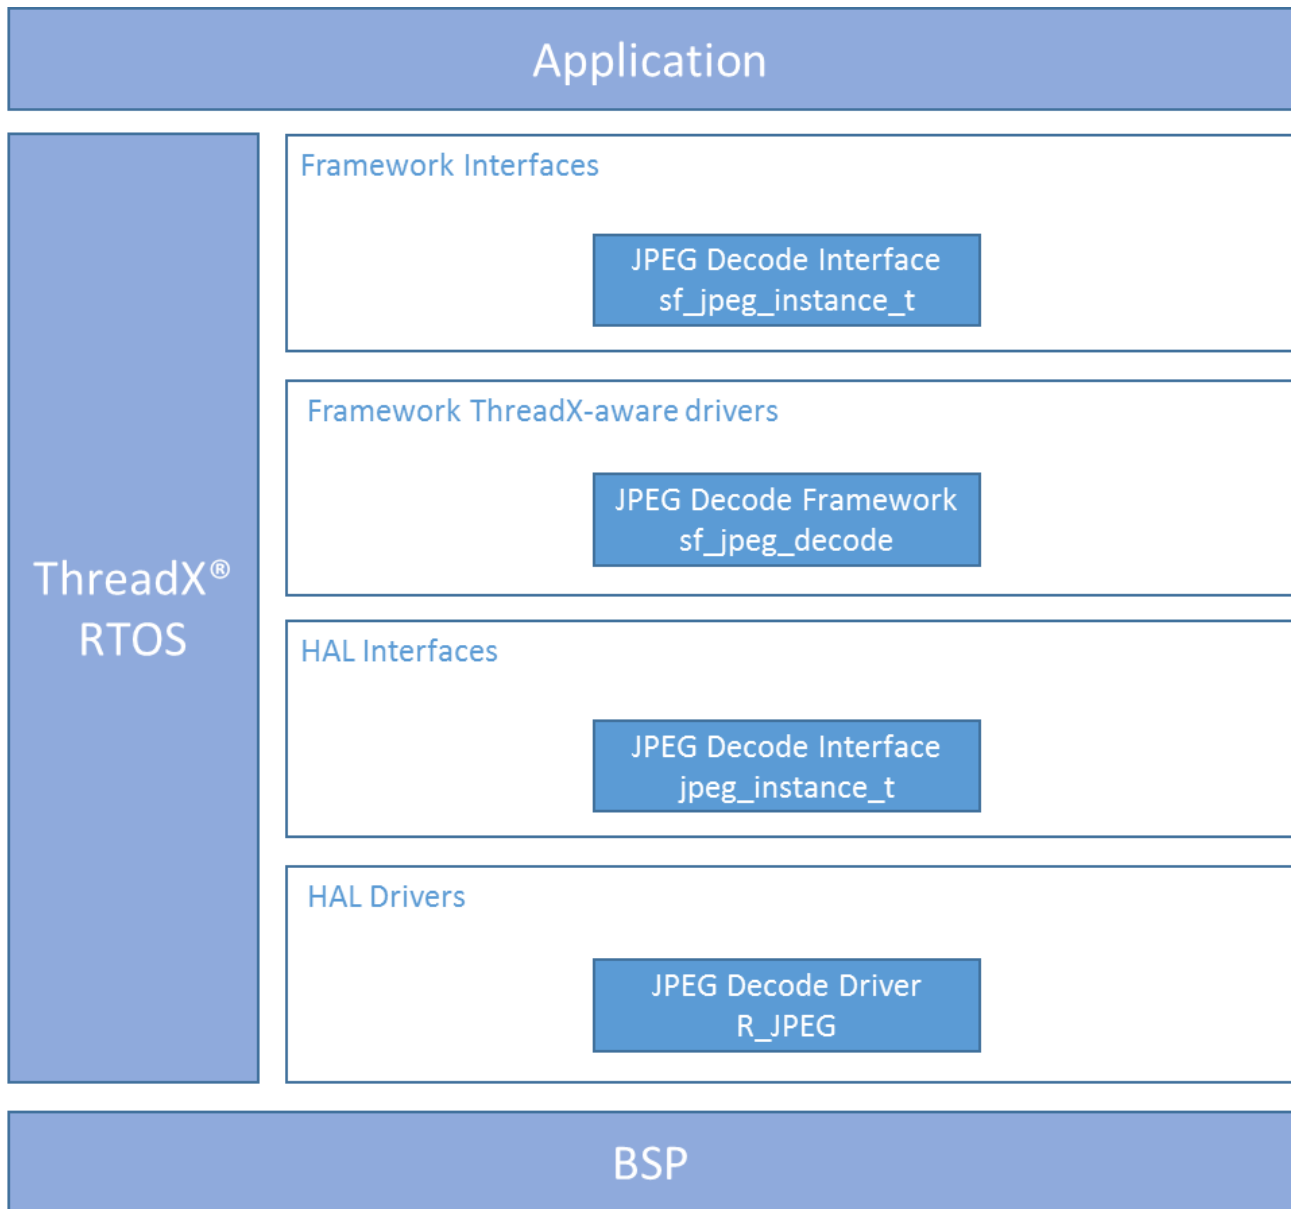 Application
ThreadX®
RTOS
Framework Interfaces
JPEG Decode Interface
sf_jpeg_instance_t
Framework ThreadX-aware drivers
JPEG Decode Framework
sf_jpeg_decode
HAL Interfaces
JPEG Decode Interface
jpeg_instance_t
HAL Drivers
JPEG Decode Driver
R_JPEG
BSP